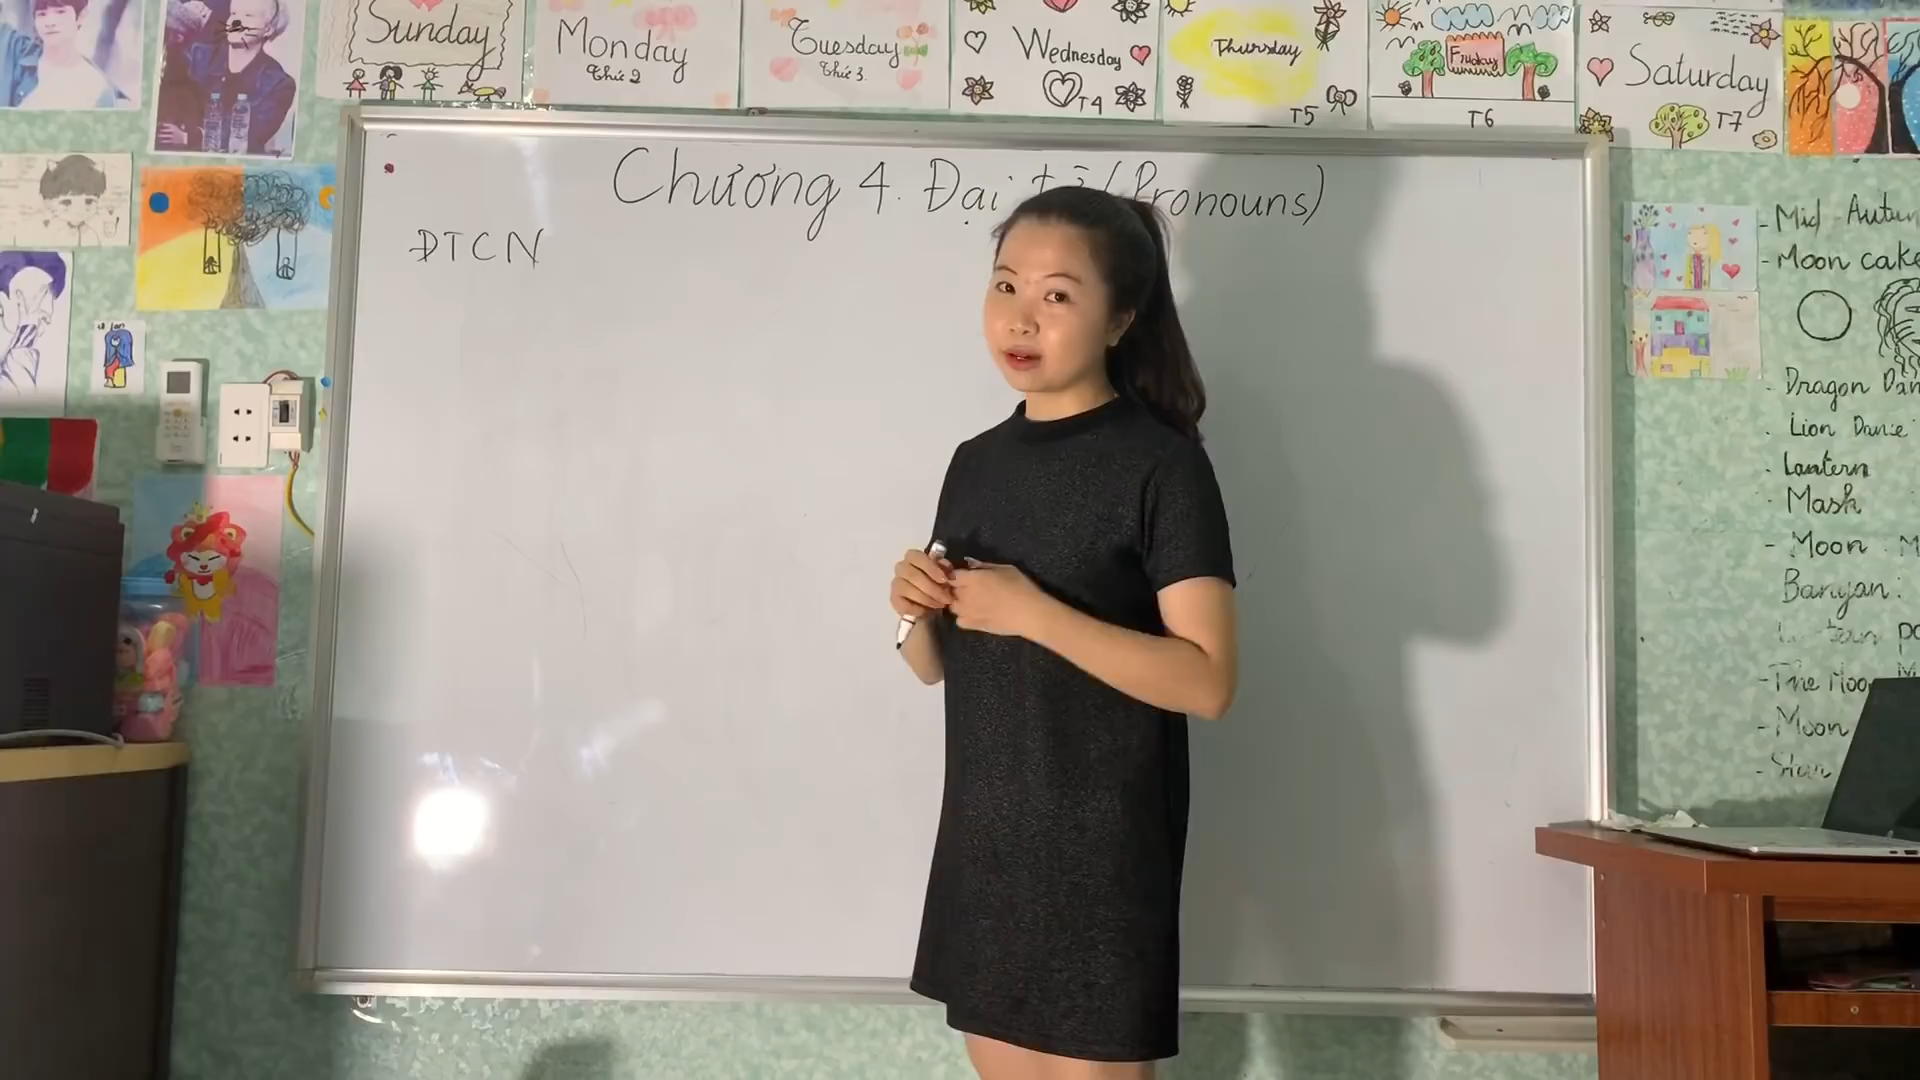 Sunday
Monday
Thứ 2
Tuesday
Thứ 3
Wednesday
T4
Thursday
T5
Friday
T6
Saturday
T7
Chương 4. Đại (Pronouns)
ĐTCN
- Mid Autum
- Moon cake
- Dragon Dan
. Lion Dance
. Lantern
. Mask
- Moon
Banyan:
- The Moo
- Moon
- Star